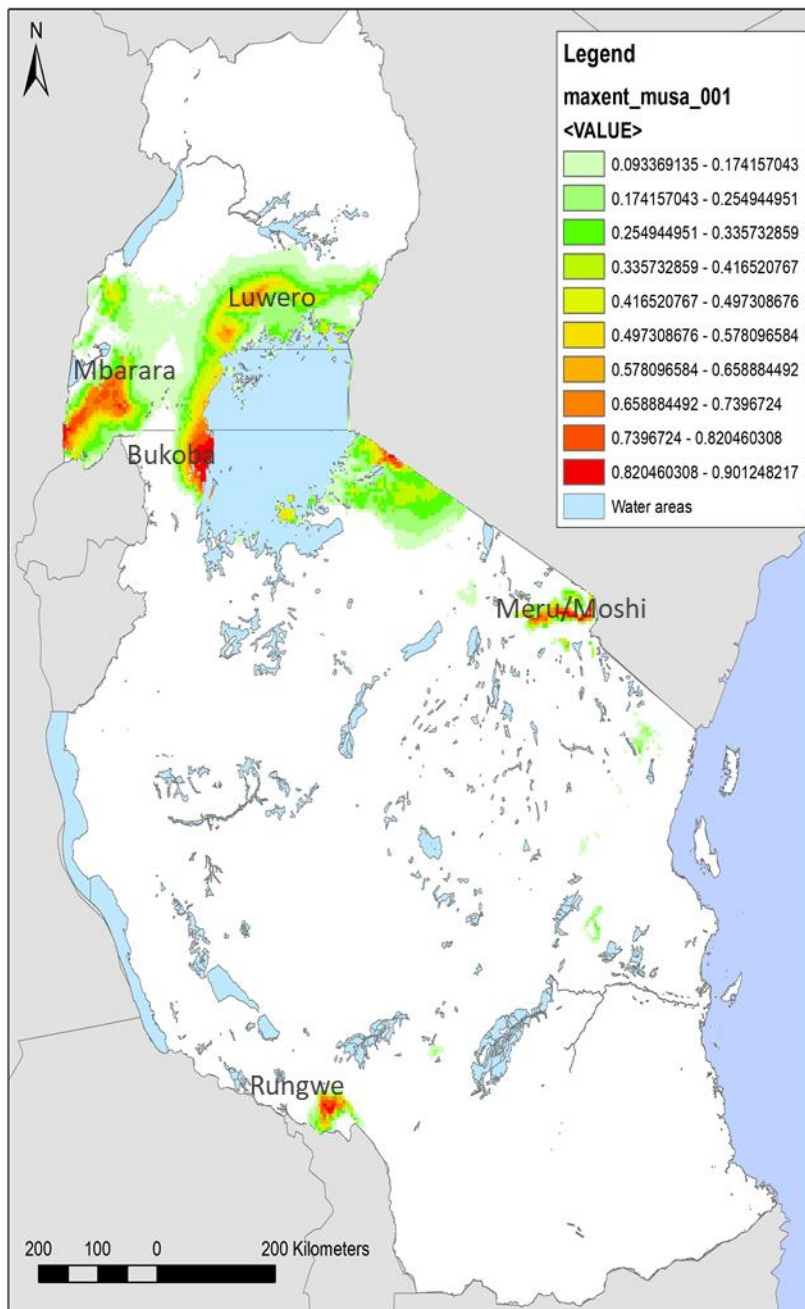 N
Legend
maxent_musa_001
<VALUE>
0.093369135 - 0.174157043
0.174157043 - 0.254944951
0.254944951 - 0.335732859
0.335732859 - 0.416520767
0.416520767 - 0.497308676
0.497308676 - 0.578096584
0.578096584 - 0.658884492
0.658884492 - 0.7396724
0.7396724 - 0.820460308
0.820460308 - 0.901248217
Water areas
Luwero
Mbarara
Bukoba
Meru/Moshi
Rungwe
200 100 0 200 Kilometers